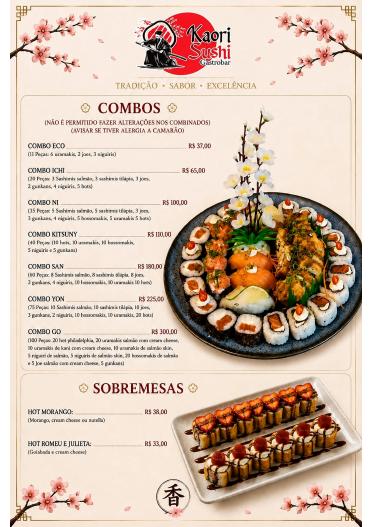 Kaori
Sushi
Gastrobar
TRADIÇÃO • SABOR • EXCELÊNCIA
COMBOS
(NÃO É PERMITIDO FAZER ALTERAÇÕES NOS COMBINADOS)
(AVISAR SE TIVER ALERGIA A CAMARÃO)
COMBO ECO R$ 37,00
(11 Peças: 6 uramakis, 2 joes, 3 niguiris)
COMBO ICHI R$ 65,00
(20 Peças: 3 Sashimis salmão, 3 sashimis tilápia, 3 joes,
2 gunkans, 4 niguiris, 5 hots)
COMBO NI R$ 100,00
(35 Peças: 5 Sashimis salmão, 5 sashimis tilápia, 3 joes,
3 gunkans, 4 niguiris, 5 hossomakis, 5 uramakis 5 hots)
COMBO KITSUNY R$ 110,00
(40 Peças: (10 hots, 10 uramakis, 10 hossomakis,
5 niguiris e 5 gunkans)
COMBO SAN R$ 180,00
(60 Peças: 8 Sashimis salmão, 8 sashimis tilápia, 8 joes,
2 gunkans, 4 niguiris, 10 hossomakis, 10 uramakis 10 hots)
COMBO YON R$ 225,00
(75 Peças: 10 Sashimis salmão, 10 sashimis tilápia, 10 joes,
3 gunkans, 2 niguiris, 10 hossomakis, 10 uramakis, 20 hots)
COMBO GO R$ 300,00
(100 Peças: 20 hot philadelphia, 20 uramakis salmão com cream cheese,
10 uramakis de kani com cream cheese, 10 uramakis de salmão skin,
5 niguiri de salmão, 5 niguiris de salmão skin, 20 hossomakis de salmão
e 5 Joe salmão com cream cheese, 5 gunkans)
SOBREMESAS
HOT MORANGO: R$ 38,00
(Morango, cream cheese ou nutella)
HOT ROMEU E JULIETA: R$ 33,00
(Goiabada e cream cheese)
香